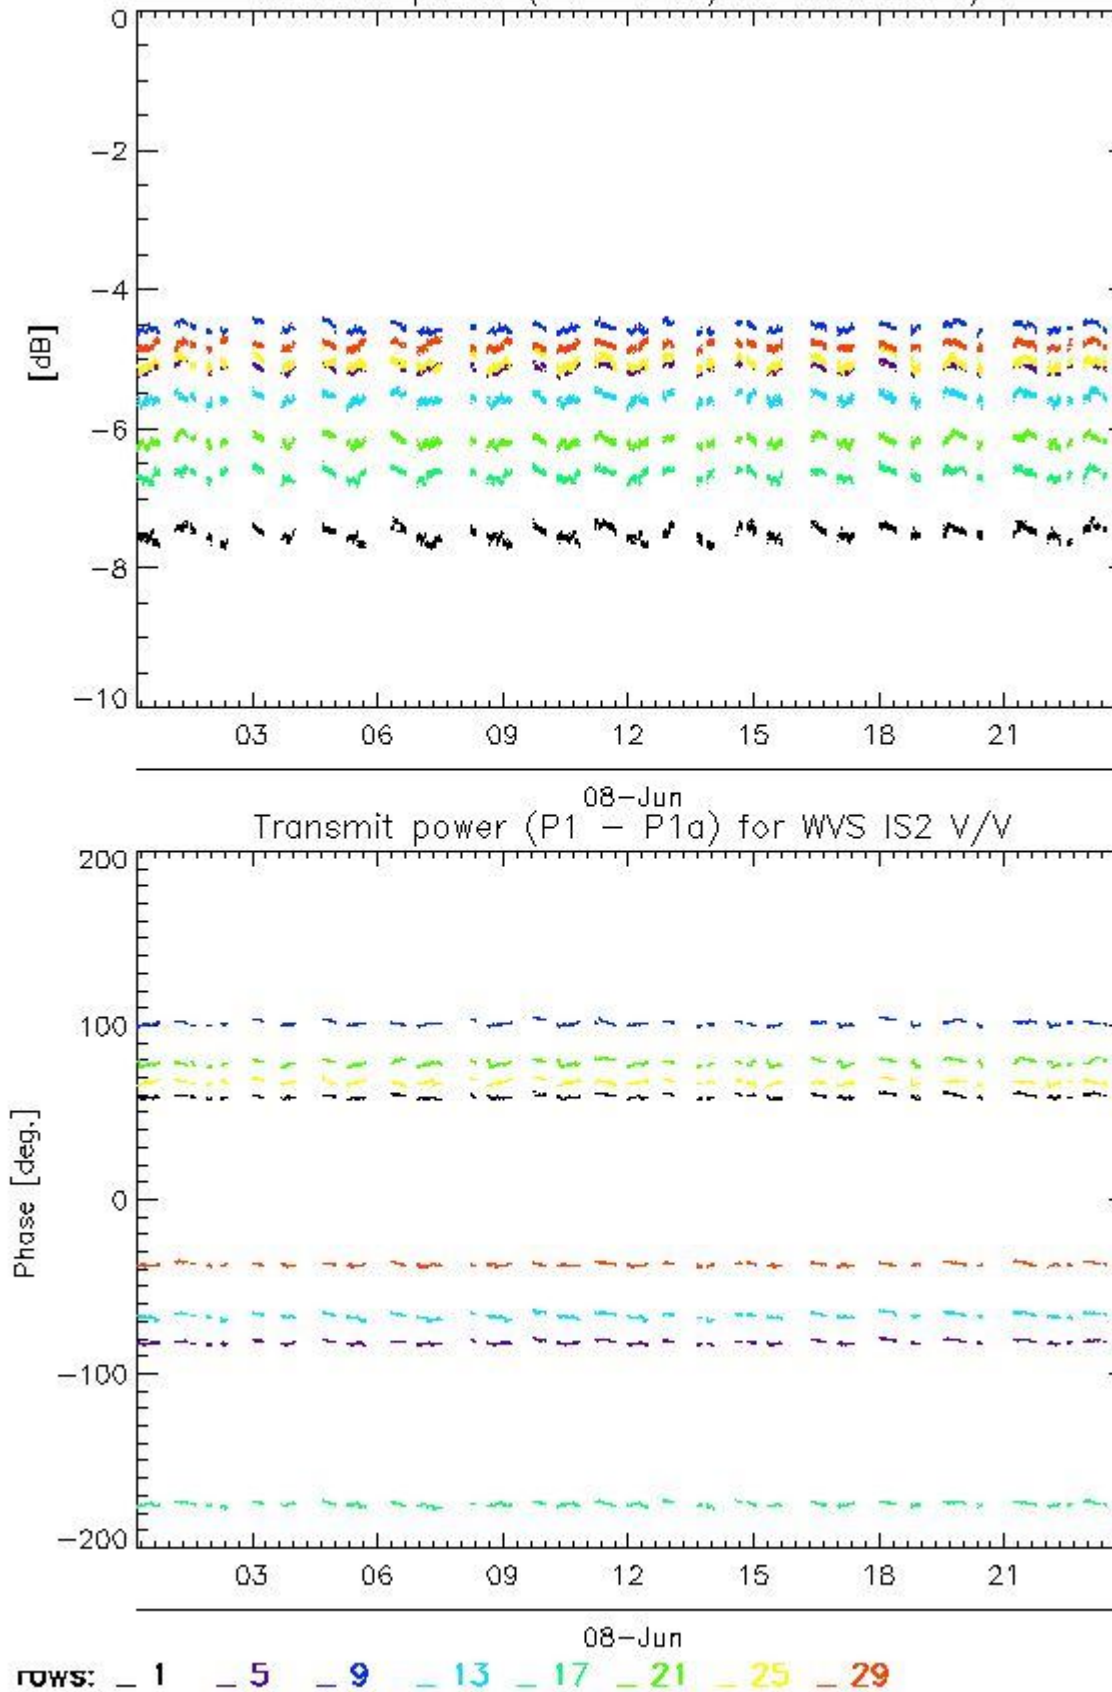 0
-2
-4
[dB]
-6
-8
-10
03 06 09 12 15 18 21
08-Jun
Transmit power (P1 - P1a) for WVS IS2 V/V
200
100
Phase [deg.]
0
-100
-200
03 06 09 12 15 18 21
08-Jun
rows: _ 1 _ 5 _ 9 _ 13 _ 17 _ 21 _ 25 _ 29